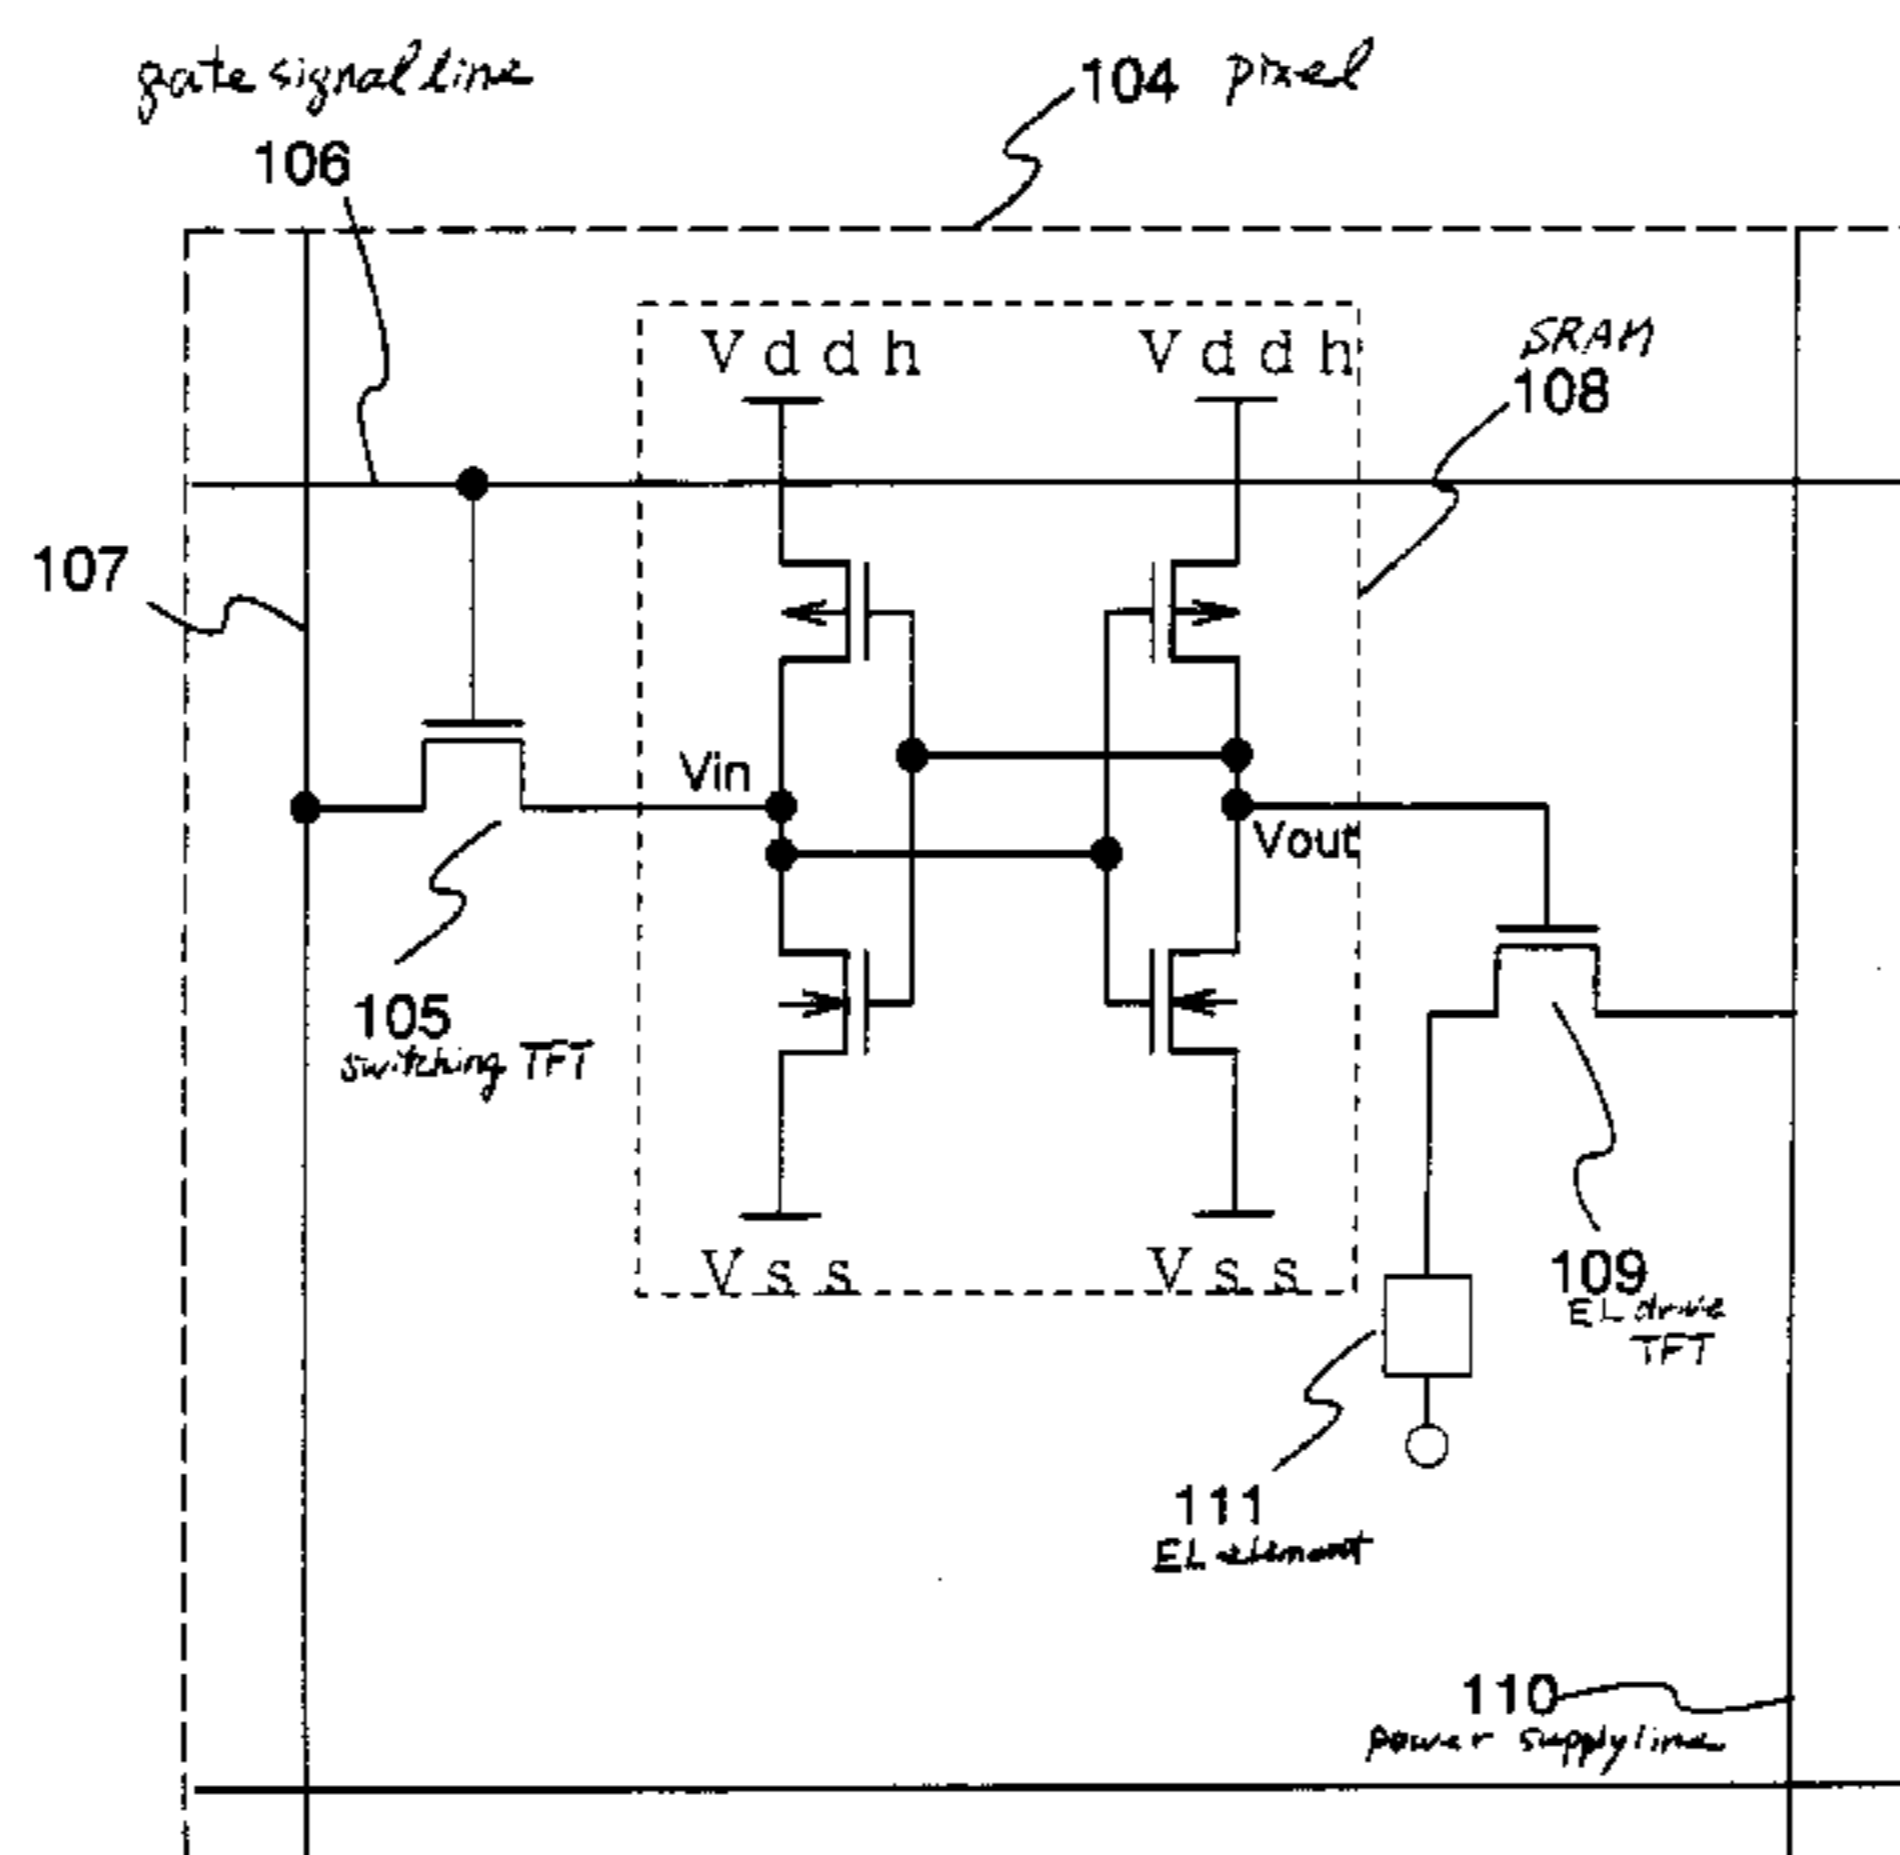 gate signal line
106
104 pixel
Vddh
Vddh
SRAM
108
107
Vin
Vout
105
switching TFT
Vss
Vss
109
EL drive
TFT
111
EL element
110
power supply line